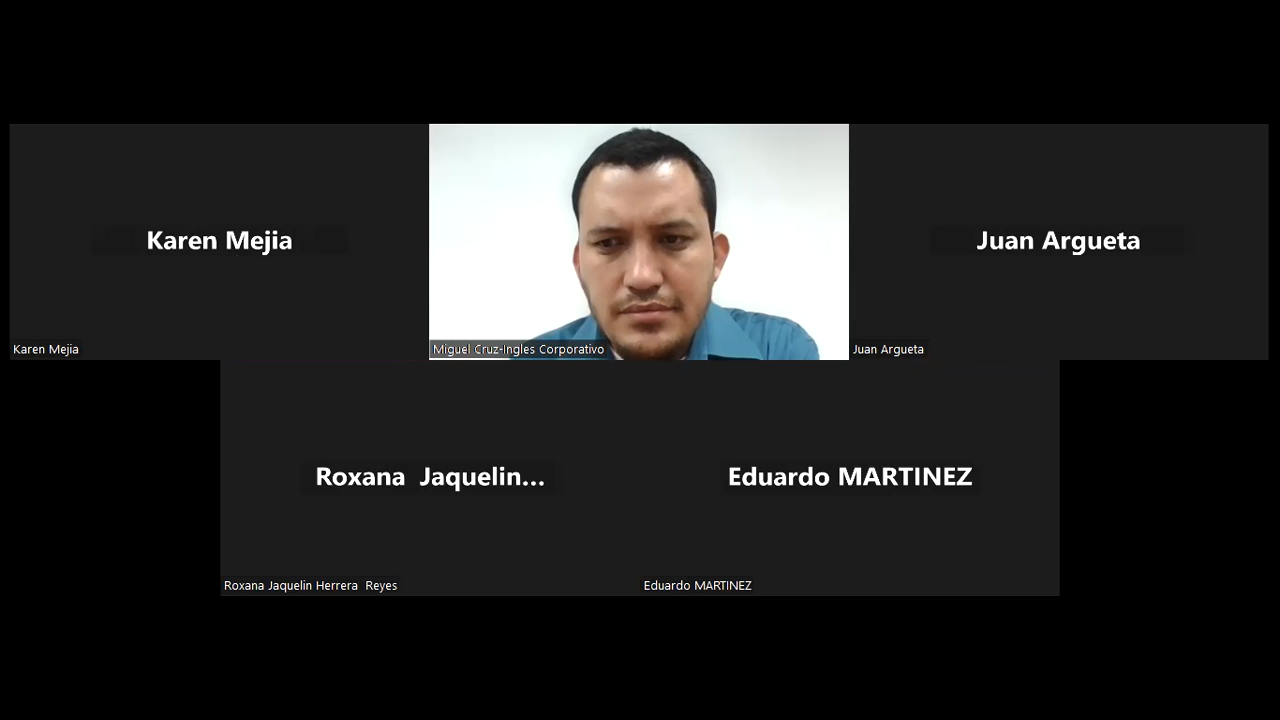 Karen Mejia
Juan Argueta
Karen Mejia
Miguel Cruz-Ingles Corporativo
Juan Argueta
Roxana  Jaquelin...
Eduardo MARTINEZ
Roxana Jaquelin Herrera  Reyes
Eduardo MARTINEZ